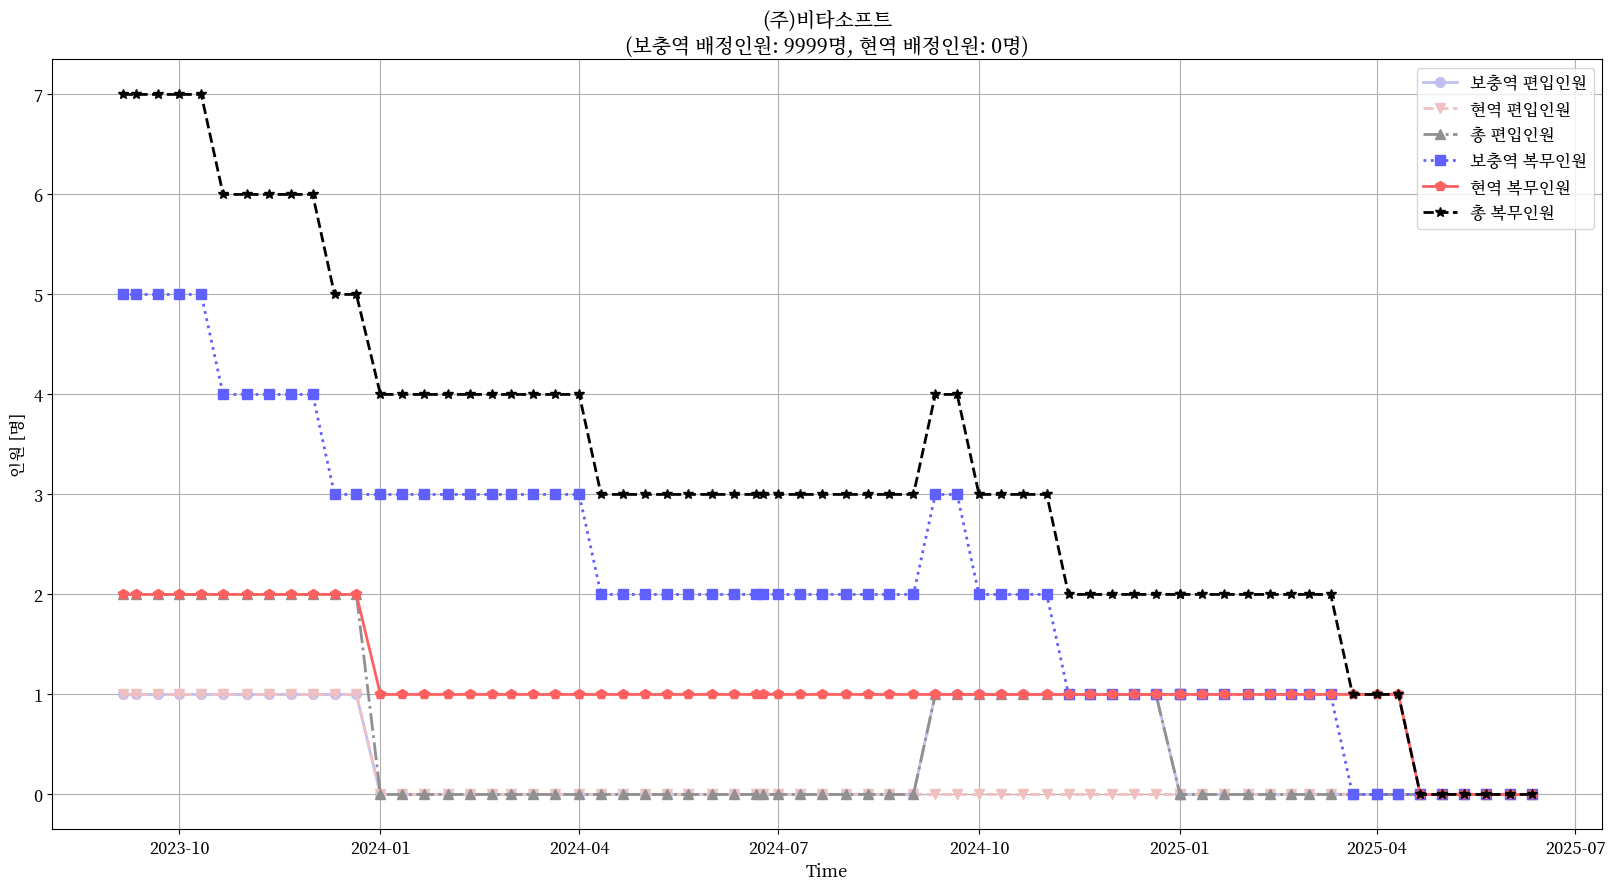 (주)비타소프트
(보충역 배정인원: 9999명, 현역 배정인원: 0명)
보충역 편입인원
현역 편입인원
총 편입인원
보충역 복무인원
현역 복무인원
총 복무인원
인원 [명]
7
6
5
4
3
2
1
0
2023-10
2024-01
2024-04
2024-07
2024-10
2025-01
2025-04
2025-07
Time